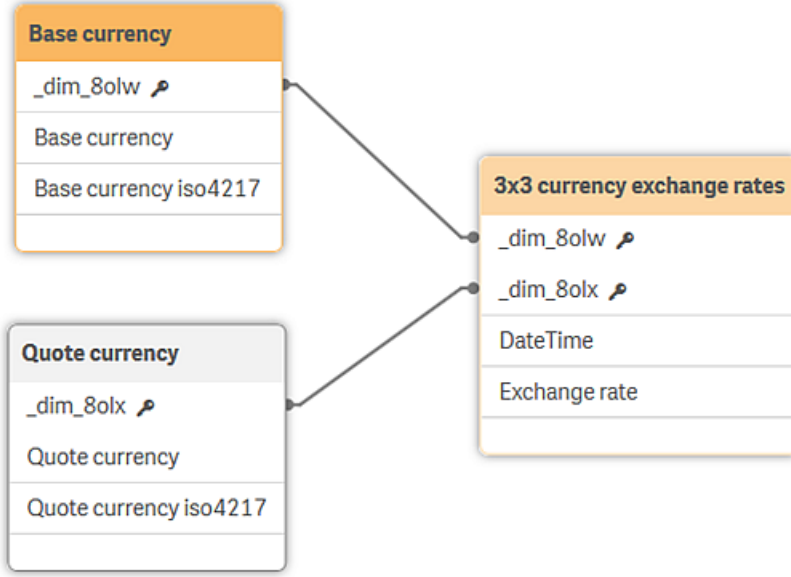 Base currency
_dim_8olw
Base currency
Base currency iso4217
3x3 currency exchange rates
_dim_8olw
_dim_8olx
DateTime
Exchange rate
Quote currency
_dim_8olx
Quote currency
Quote currency iso4217